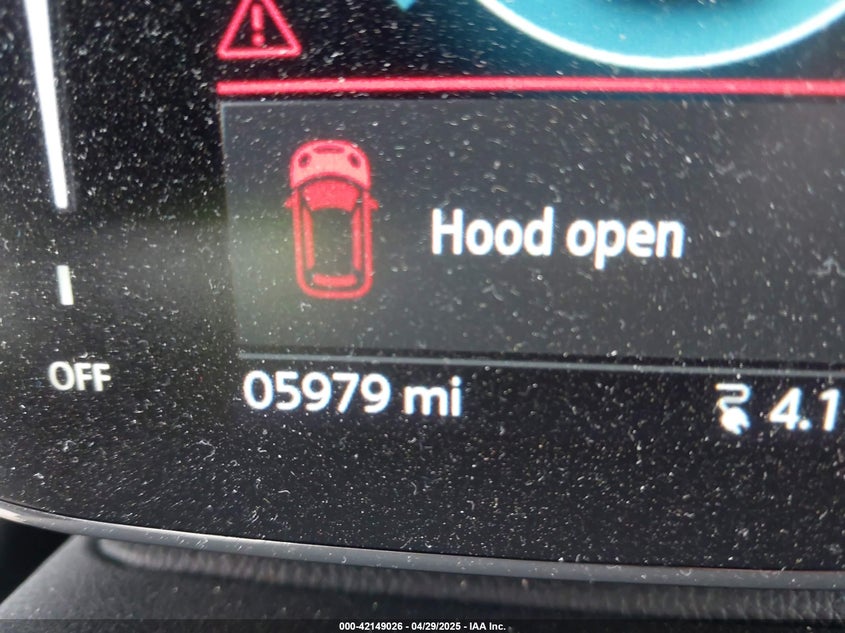 Hood open
OFF
05979 mi
4.1
000-42149026 - 04/29/2025 - IAA Inc.